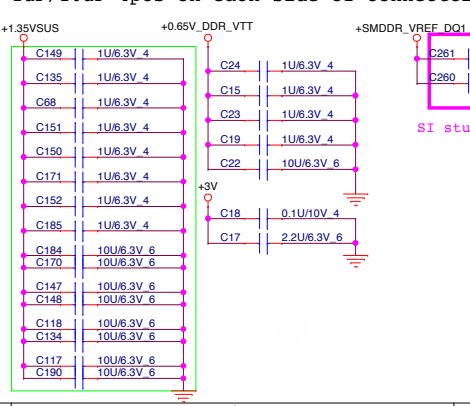 +1.35VSUS
C149 1U/6.3V_4
C135 1U/6.3V_4
C68 1U/6.3V_4
C151 1U/6.3V_4
C150 1U/6.3V_4
C171 1U/6.3V_4
C152 1U/6.3V_4
C185 1U/6.3V_4
C184 10U/6.3V_6
C170 10U/6.3V_6
C147 10U/6.3V_6
C148 10U/6.3V_6
C118 10U/6.3V_6
C134 10U/6.3V_6
C117 10U/6.3V_6
C190 10U/6.3V_6
+0.65V_DDR_VTT
C24 1U/6.3V_4
C15 1U/6.3V_4
C23 1U/6.3V_4
C19 1U/6.3V_4
C22 10U/6.3V_6
+3V
C18 0.1U/10V_4
C17 2.2U/6.3V_6
+SMDDR_VREF_DQ1
C261
C260
SI stu